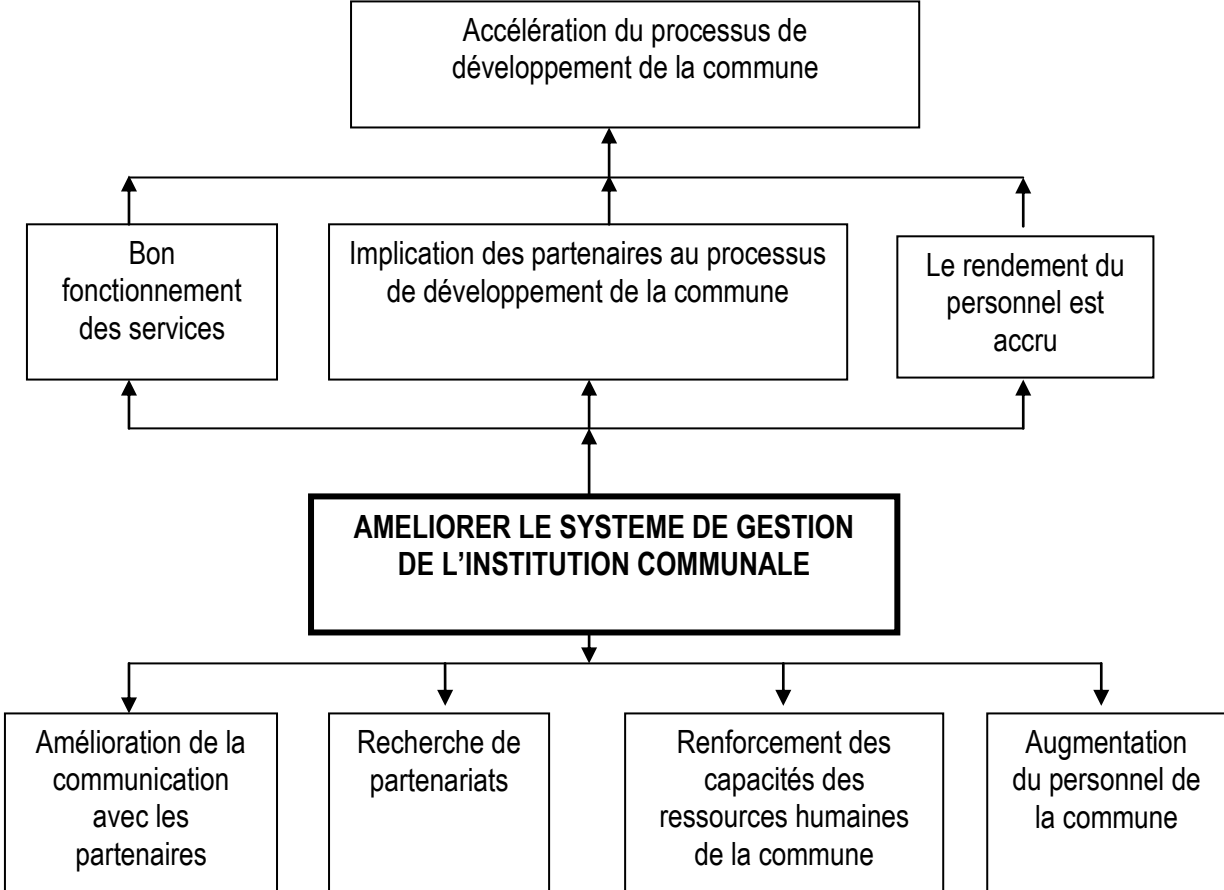 Accélération du processus de
développement de la commune
Bon
fonctionnement
des services
Implication des partenaires au processus
de développement de la commune
Le rendement du
personnel est
accru
AMELIORER LE SYSTEME DE GESTION
DE L’INSTITUTION COMMUNALE
Amélioration de la
communication
avec les
partenaires
Recherche de
partenariats
Renforcement des
capacités des
ressources humaines
de la commune
Augmentation
du personnel de
la commune